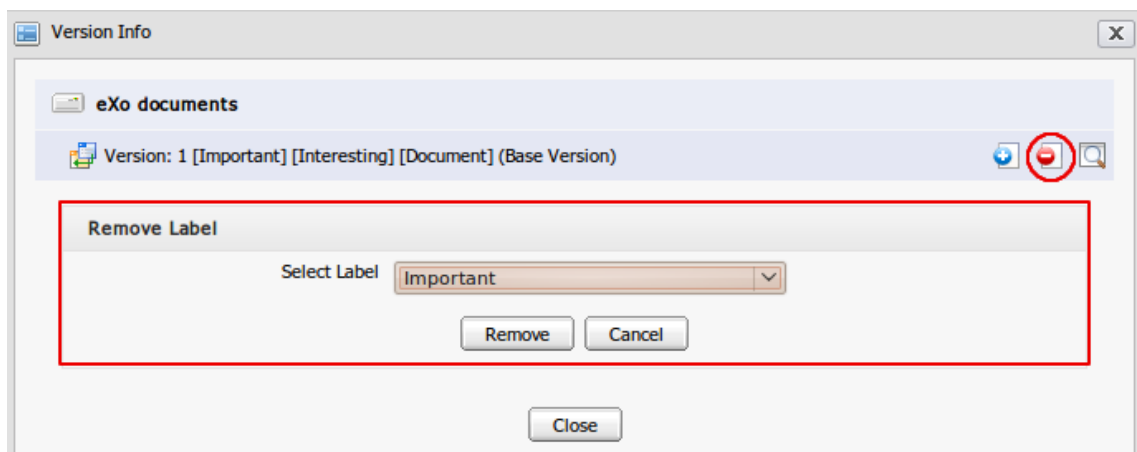 Version Info
eXo documents
Version: 1 [Important] [Interesting] [Document] (Base Version)
Remove Label
Select Label Important
Remove Cancel
Close